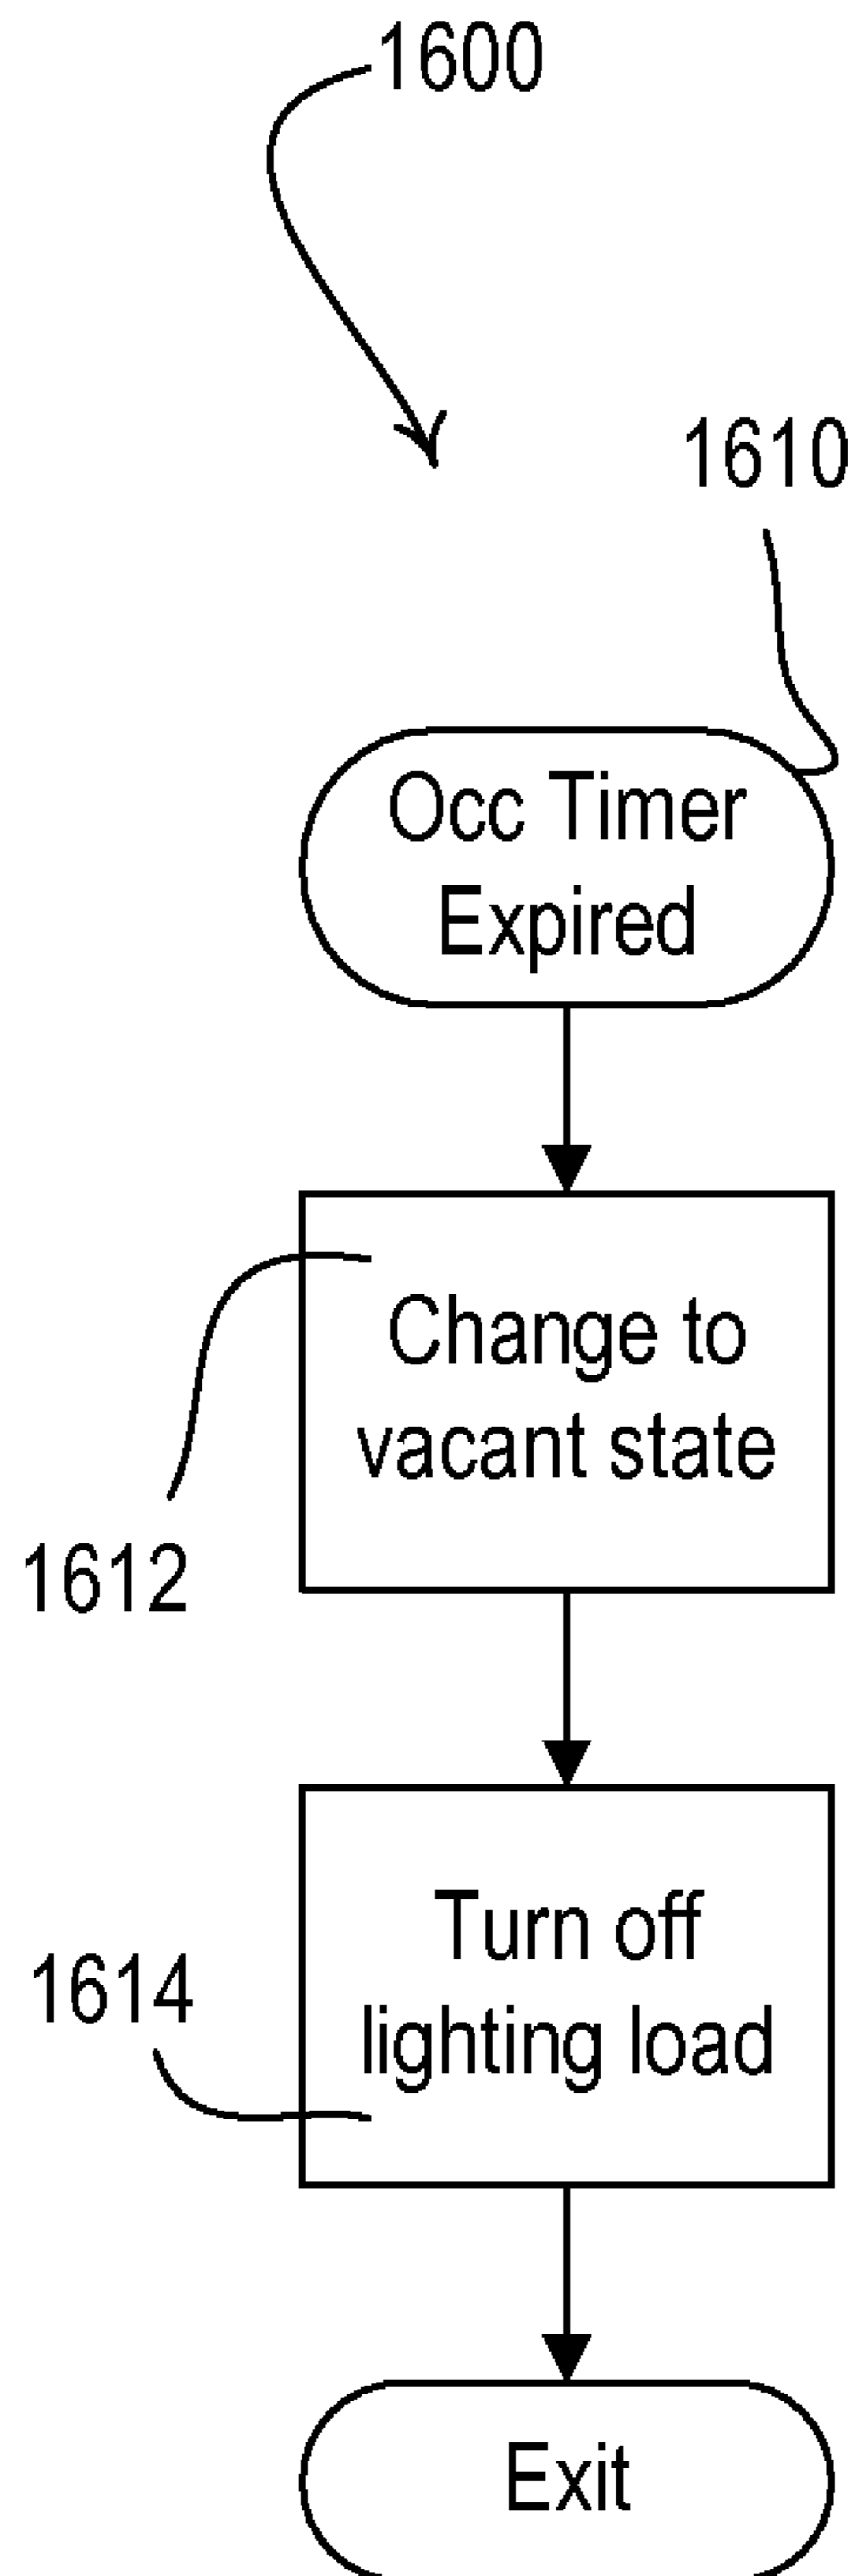 1600
1610
Occ Timer
Expired
Change to
vacant state
1612
Turn off
lighting load
1614
Exit